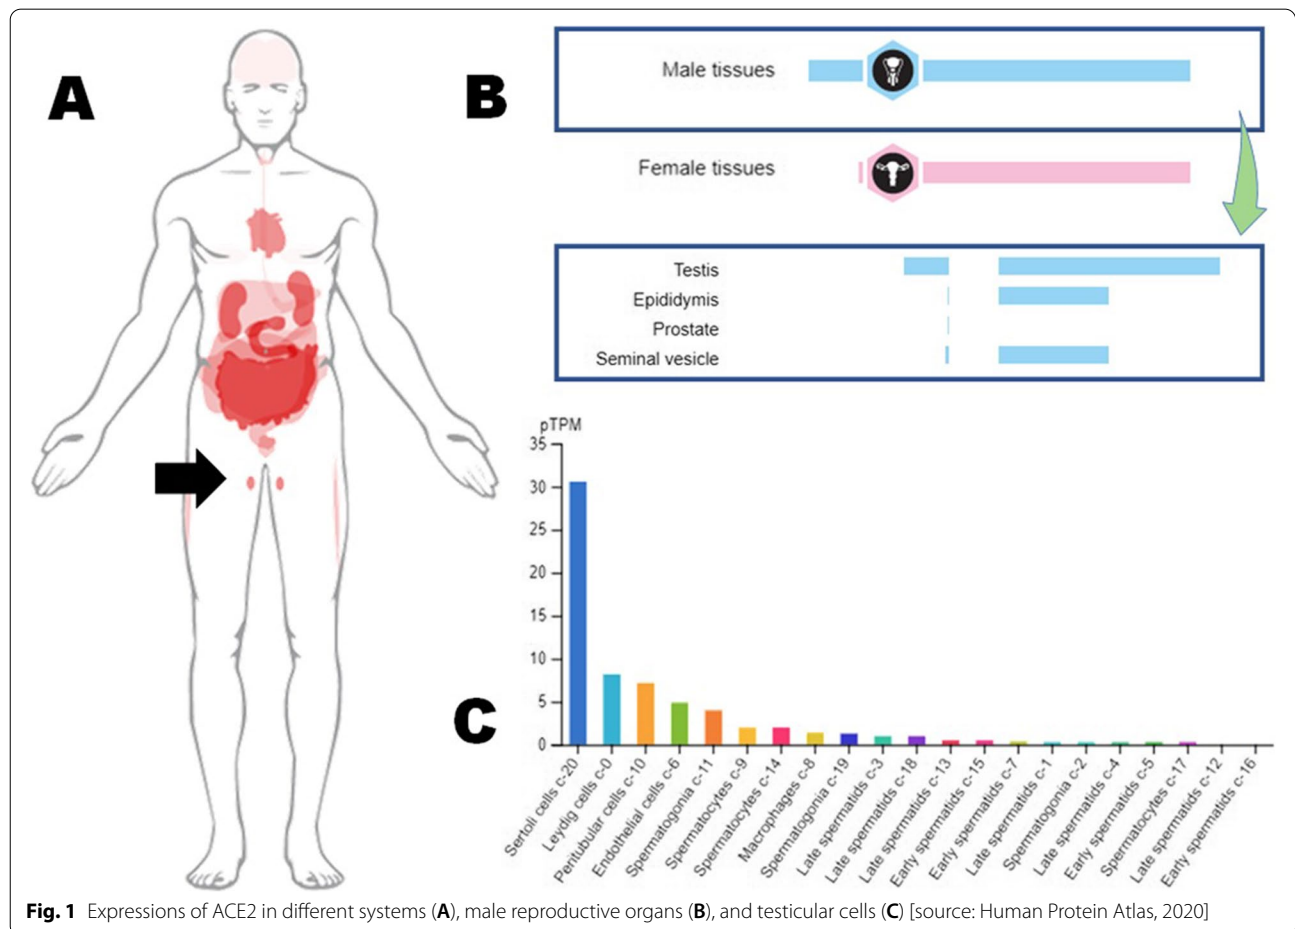 A
B
Male tissues
Female tissues
Testis
Epididymis
Prostate
Seminal vesicle
C
pTPM
35
30
25
20
15
10
5
0
Sertoli cells c-20
Leydig cells c-0
Peritubular cells c-10
Endothelial cells c-6
Spermatogonia c-11
Spermatocytes c-9
Spermatocytes c-14
Macrophages c-8
Spermatogonia c-19
Late spermatids c-3
Late spermatids c-18
Late spermatids c-13
Early spermatids c-15
Early spermatids c-7
Late spermatids c-1
Spermatogonia c-2
Late spermatids c-4
Early spermatids c-5
Spermatocytes c-17
Late spermatids c-12
Early spermatids c-16
Fig. 1 Expressions of ACE2 in different systems (A), male reproductive organs (B), and testicular cells (C) [source: Human Protein Atlas, 2020]